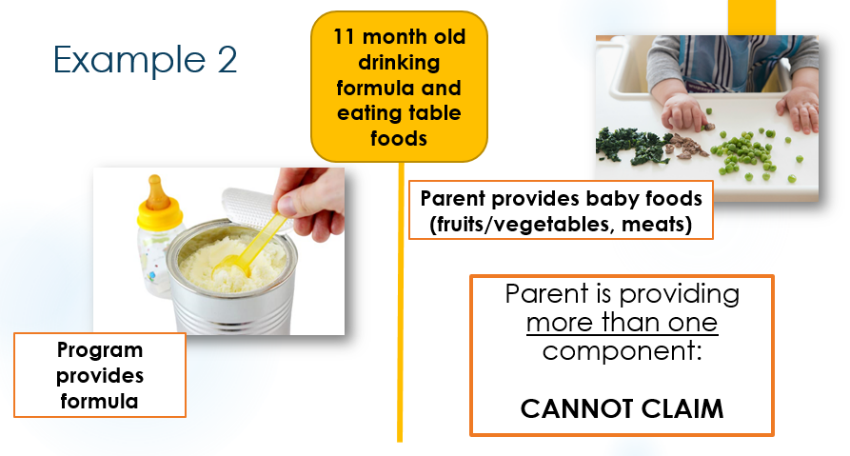 Example 2
11 month old
drinking
formula and
eating table
foods
Parent provides baby foods
(fruits/vegetables, meats)
Program
provides
formula
Parent is providing
more than one
component:
CANNOT CLAIM